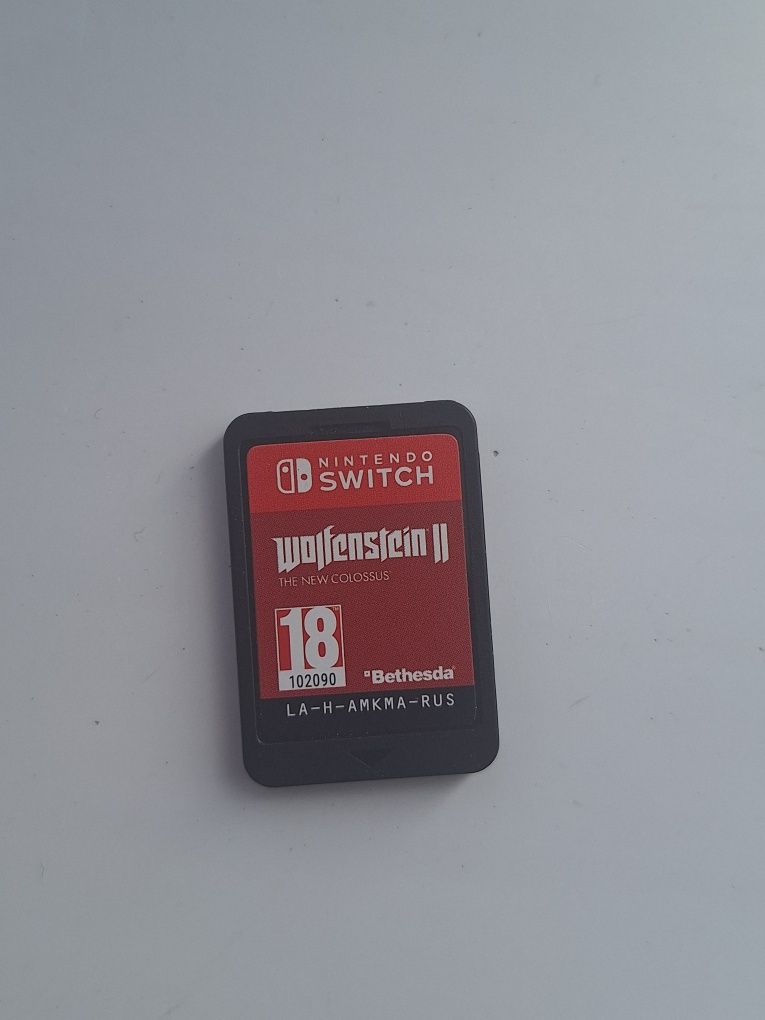 NINTENDO
SWITCH
Wolfenstein II
THE NEW COLOSSUS
18
102090
Bethesda
LA-H-AMKMA-RUS